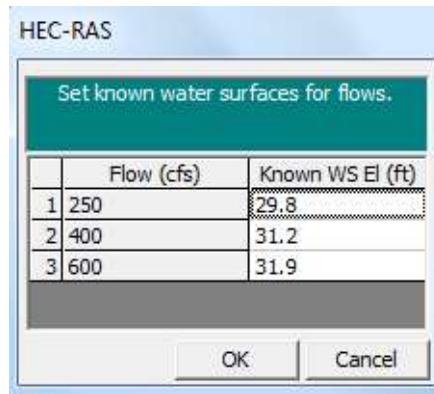 HEC-RAS
Set known water surfaces for flows.
Flow (cfs) Known WS El (ft)
1 250 29.8
2 400 31.2
3 600 31.9
OK Cancel